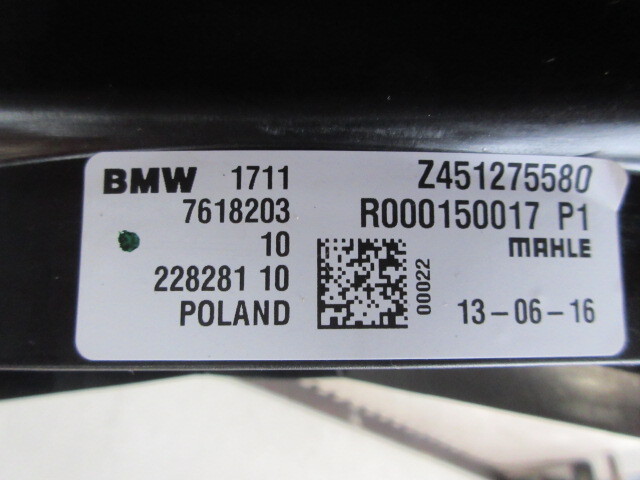 BMW 1711 Z451275580
7618203 R000150017 P1
10 MAHLE
228281 10 00022
POLAND 13-06-16